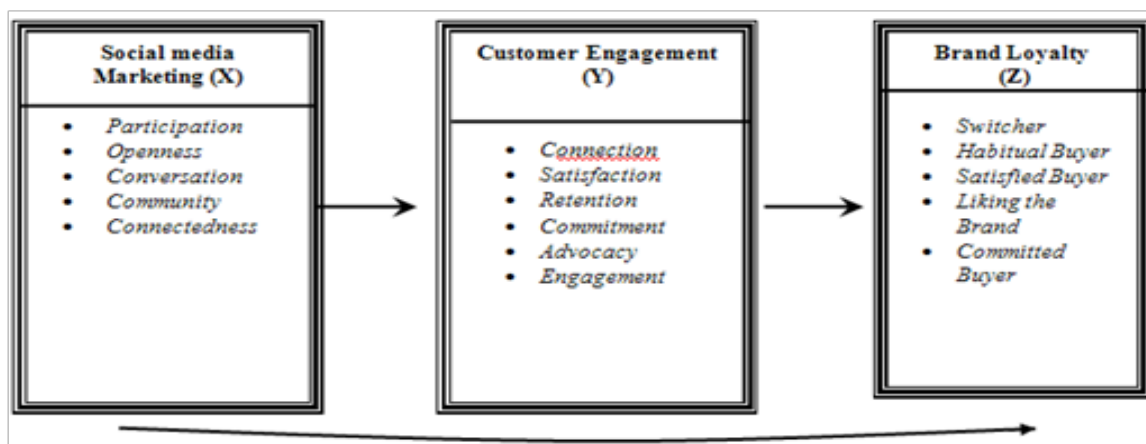 Social media
Marketing (X)
• Participation
• Openness
• Conversation
• Community
• Connectedness
Customer Engagement
(Y)
• Connection
• Satisfaction
• Retention
• Commitment
• Advocacy
• Engagement
Brand Loyalty
(Z)
• Switcher
• Habitual Buyer
• Satisfied Buyer
• Liking the
Brand
• Committed
Buyer